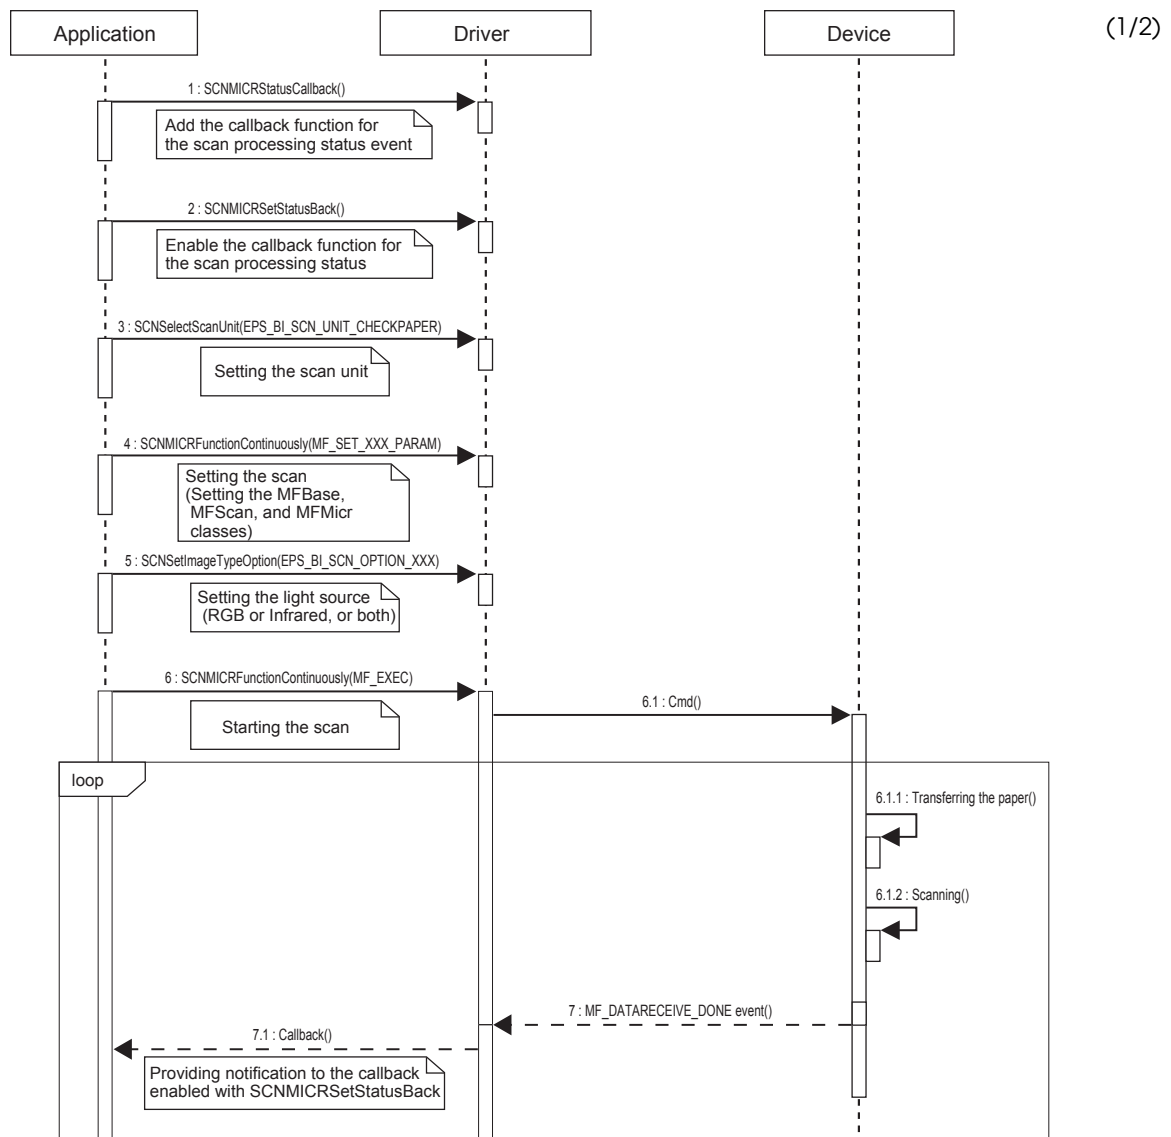 Application
Driver
Device
(1/2)
1 : SCNMICRStatusCallback()
Add the callback function for
the scan processing status event
2 : SCNMICRSetStatusBack()
Enable the callback function for
the scan processing status
3 : SCNSelectScanUnit(EPS_BI_SCN_UNIT_CHECKPAPER)
Setting the scan unit
4 : SCNMICRFunctionContinuously(MF_SET_XXX_PARAM)
Setting the scan
(Setting the MFBase,
MFScan, and MFMicr
classes)
5 : SCNSetImageTypeOption(EPS_BI_SCN_OPTION_XXX)
Setting the light source
(RGB or Infrared, or both)
6 : SCNMICRFunctionContinuously(MF_EXEC)
6.1 : Cmd()
Starting the scan
loop
6.1.1 : Transferring the paper()
6.1.2 : Scanning()
7 : MF_DATARECEIVE_DONE event()
7.1 : Callback()
Providing notification to the callback
enabled with SCNMICRSetStatusBack